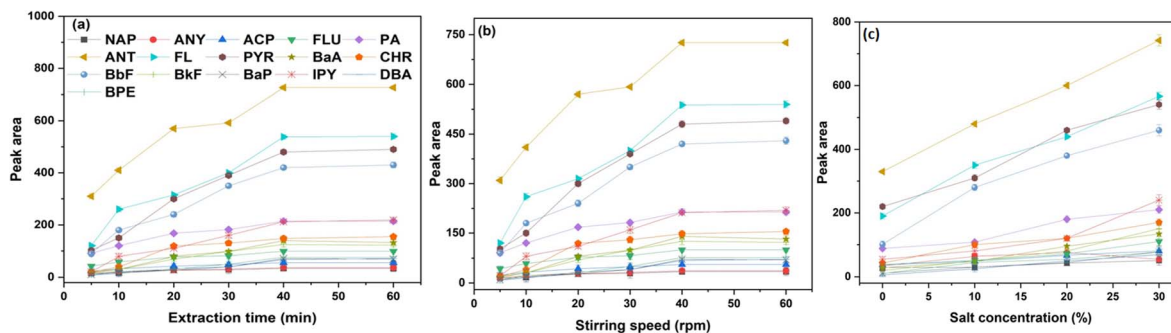 (a)
1000
800
600
400
200
0
Peak area
NAP ANY ACP FLU PA
ANT FL PYR BaA CHR
BbF BkF BaP IPY DBA
BPE
0 10 20 30 40 50 60
Extraction time (min)
(b)
750
600
450
300
150
0
Peak area
0 10 20 30 40 50 60
Stirring speed (rpm)
(c)
800
600
400
200
0
Peak area
0 5 10 15 20 25 30
Salt concentration (%)